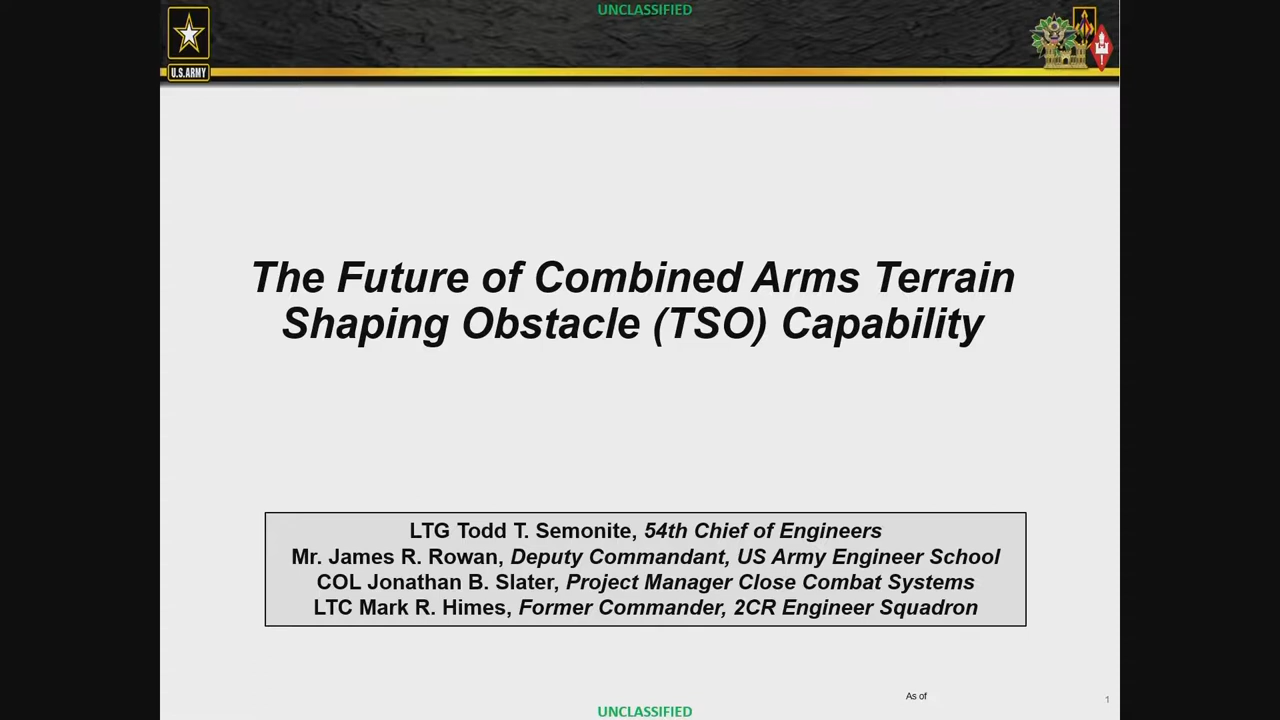 UNCLASSIFIED
U.S.ARMY
The Future of Combined Arms Terrain
Shaping Obstacle (TSO) Capability
LTG Todd T. Semonite, 54th Chief of Engineers
Mr. James R. Rowan, Deputy Commandant, US Army Engineer School
COL Jonathan B. Slater, Project Manager Close Combat Systems
LTC Mark R. Himes, Former Commander, 2CR Engineer Squadron
As of
1
UNCLASSIFIED